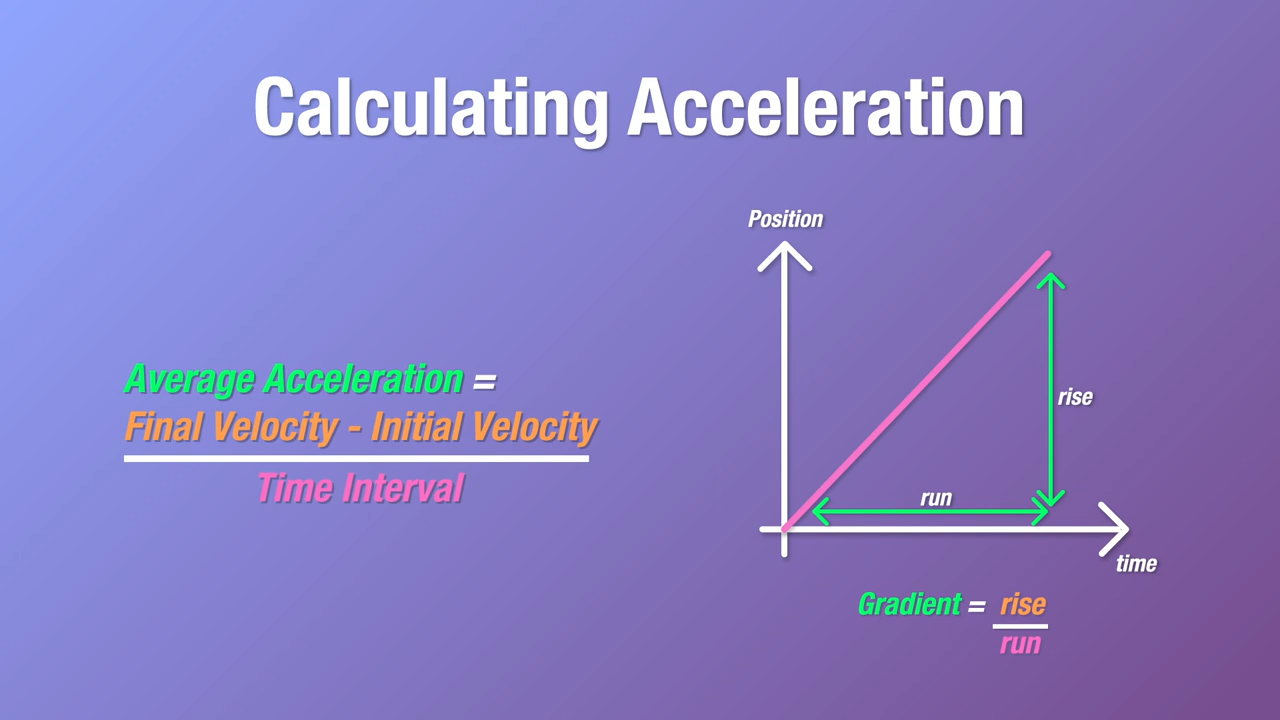 Calculating Acceleration
Position
Average Acceleration =
Final Velocity - Initial Velocity
Time Interval
rise
run
time
Gradient = rise
run